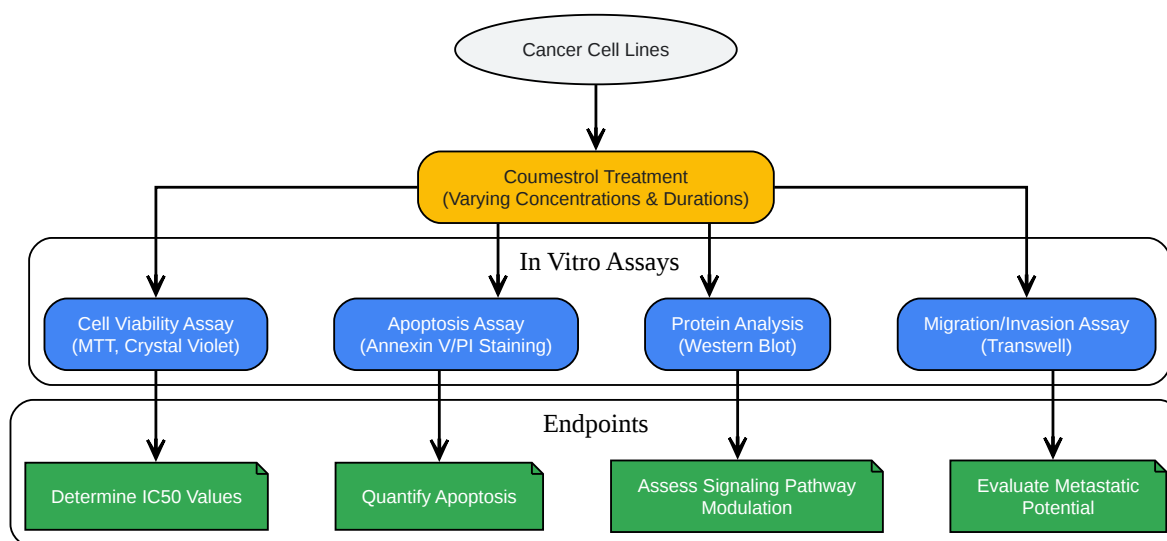 Cancer Cell Lines
Coumestrol Treatment
(Varying Concentrations & Durations)
In Vitro Assays
Cell Viability Assay
(MTT, Crystal Violet)
Apoptosis Assay
(Annexin V/PI Staining)
Protein Analysis
(Western Blot)
Migration/Invasion Assay
(Transwell)
Endpoints
Determine IC50 Values
Quantify Apoptosis
Assess Signaling Pathway
Modulation
Evaluate Metastatic
Potential